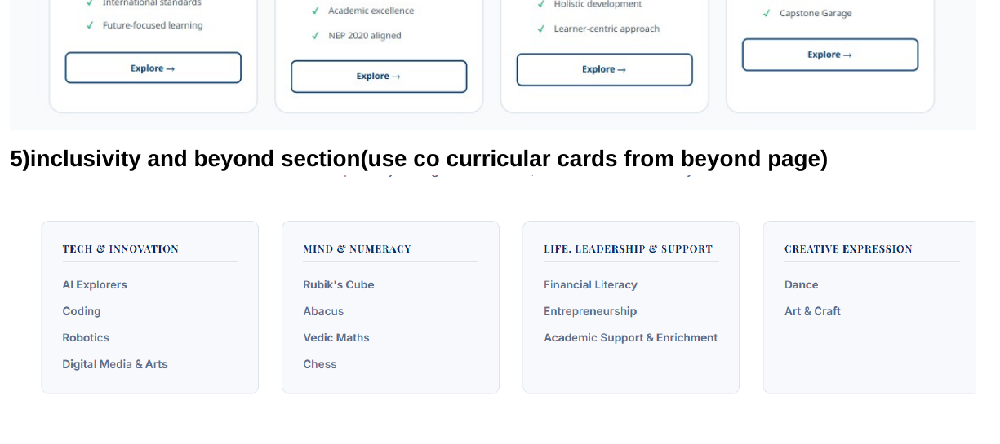 ✓ International standards
✓ Future-focused learning
Explore →
✓ Academic excellence
✓ NEP 2020 aligned
Explore →
✓ Holistic development
✓ Learner-centric approach
Explore →
✓ Capstone Garage
Explore →
5)inclusivity and beyond section(use co curricular cards from beyond page)
TECH & INNOVATION
AI Explorers
Coding
Robotics
Digital Media & Arts
MIND & NUMERACY
Rubik's Cube
Abacus
Vedic Maths
Chess
LIFE, LEADERSHIP & SUPPORT
Financial Literacy
Entrepreneurship
Academic Support & Enrichment
CREATIVE EXPRESSION
Dance
Art & Craft